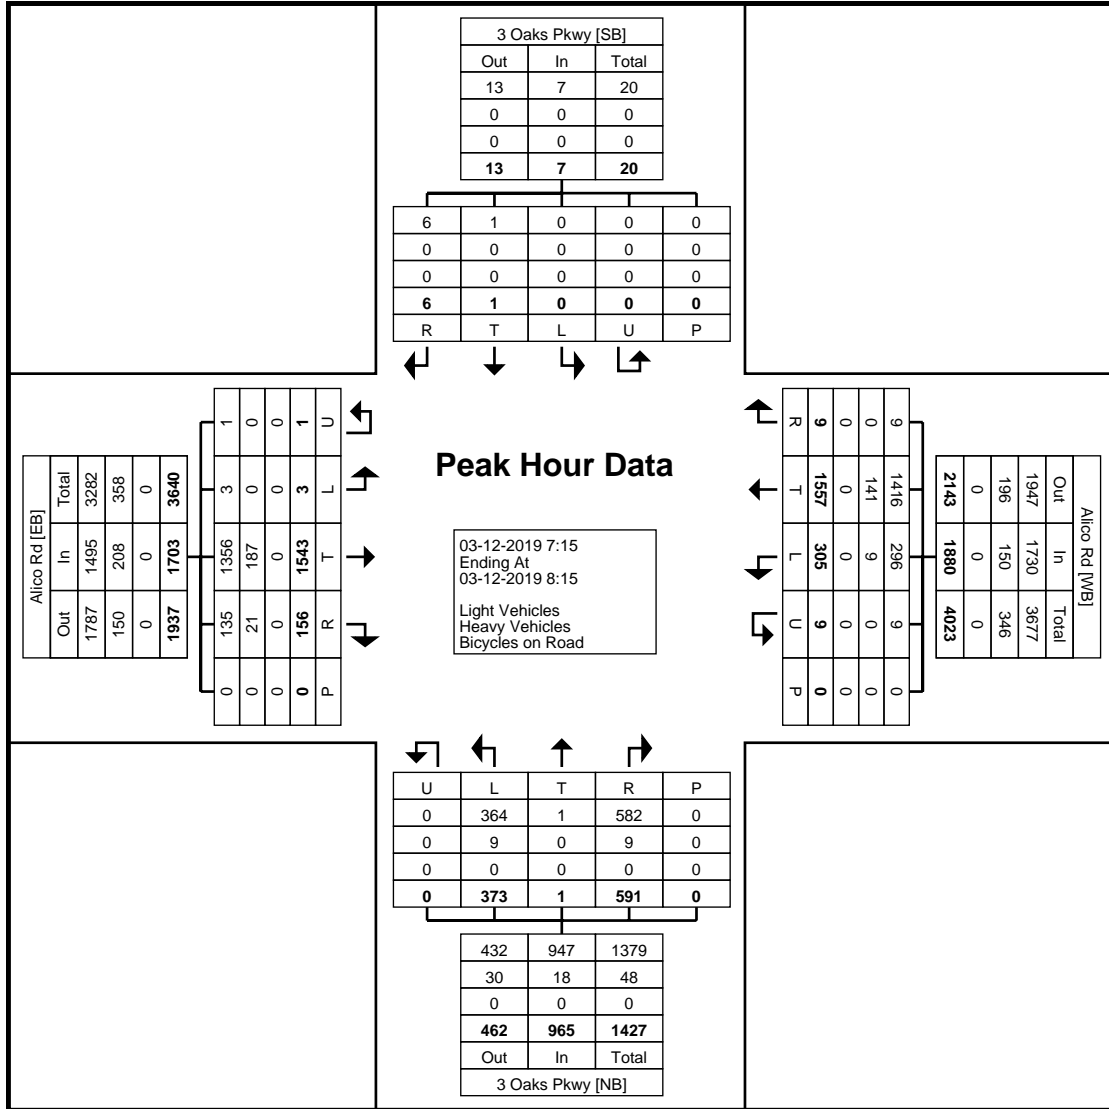 3 Oaks Pkwy [SB]
Out In Total
13 7 20
0 0 0
0 0 0
13 7 20
6 1 0 0 0
0 0 0 0 0
0 0 0 0 0
6 1 0 0 0
R T L U P
Peak Hour Data
03-12-2019 7:15
Ending At
03-12-2019 8:15
Light Vehicles
Heavy Vehicles
Bicycles on Road
Alico Rd [EB]
Total In Out
3282 1495 1787
358 208 150
0 0 0
3640 1703 1937
1 3 1356 135 0
0 0 187 21 0
0 0 0 0 0
1 3 1543 156 0
U L T R P
Alico Rd [WB]
Out In Total
1947 1730 3677
196 150 346
0 0 0
2143 1880 4023
9 1416 296 9 0
0 141 9 0 0
0 0 0 0 0
9 1557 305 9 0
R T L U P
U L T R P
0 364 1 582 0
0 9 0 9 0
0 0 0 0 0
0 373 1 591 0
432 947 1379
30 18 48
0 0 0
462 965 1427
Out In Total
3 Oaks Pkwy [NB]